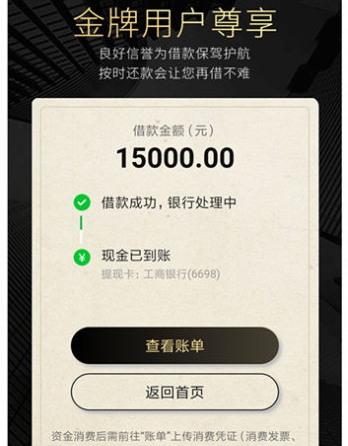 金牌用户尊享
良好信誉为借款保驾护航
按时还款会让您再借不难
借款金额（元）
15000.00
借款成功，银行处理中
¥
现金已到账
提现卡：工商银行(6698)
查看账单
返回首页
资金消费后需前往“账单”上传消费凭证（消费发票、